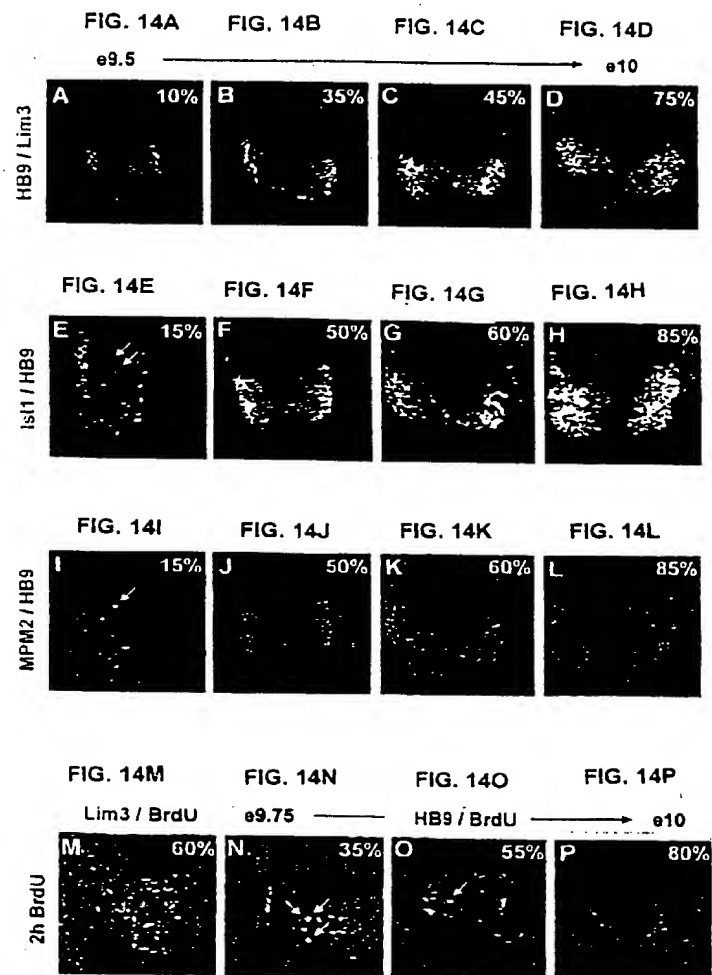 FIG. 14A FIG. 14B FIG. 14C FIG. 14D
e9.5 e10
HB9 / Lim3
A 10% B 35% C 45% D 75%
FIG. 14E FIG. 14F FIG. 14G FIG. 14H
Isl1 / HB9
E 15% F 50% G 60% H 85%
FIG. 14I FIG. 14J FIG. 14K FIG. 14L
MPM2 / HB9
I 15% J 50% K 60% L 85%
FIG. 14M FIG. 14N FIG. 14O FIG. 14P
Lim3 / BrdU e9.75 HB9 / BrdU e10
2h BrdU
M 60% N 35% O 55% P 80%